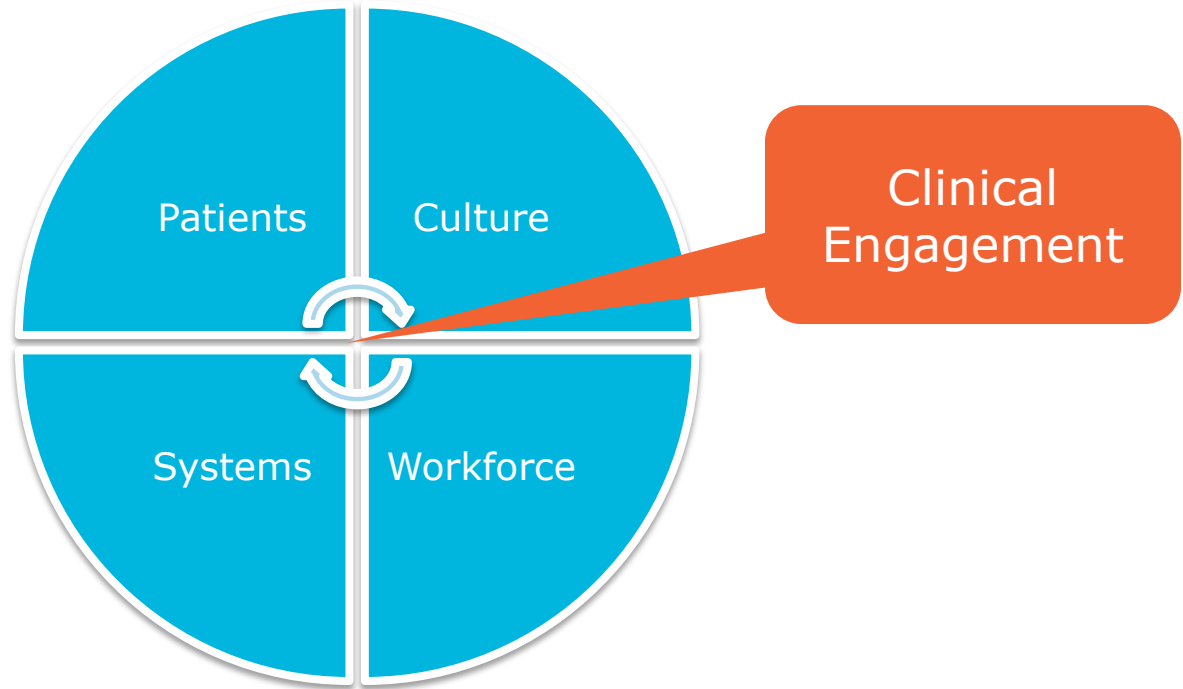 Patients
Culture
Clinical
Engagement
Systems
Workforce